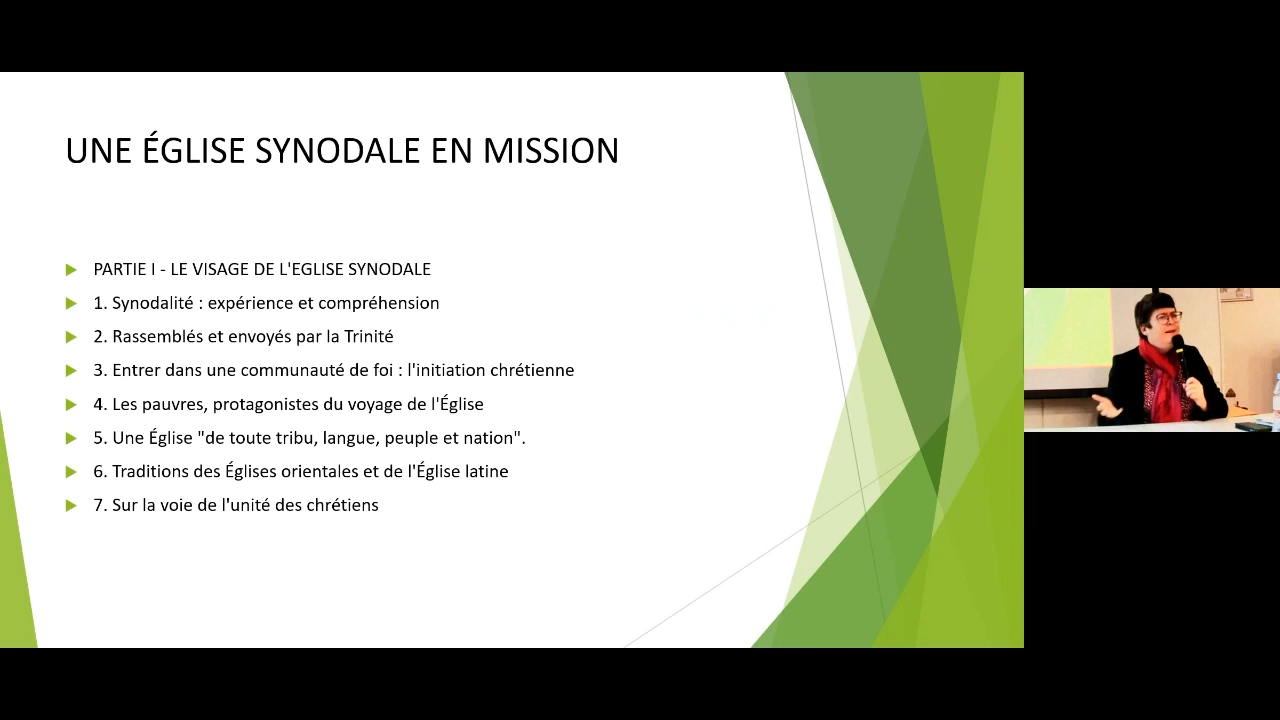 UNE ÉGLISE SYNODALE EN MISSION
PARTIE I - LE VISAGE DE L'EGLISE SYNODALE
1. Synodalité : expérience et compréhension
2. Rassemblés et envoyés par la Trinité
3. Entrer dans une communauté de foi : l'initiation chrétienne
4. Les pauvres, protagonistes du voyage de l'Église
5. Une Église "de toute tribu, langue, peuple et nation".
6. Traditions des Églises orientales et de l'Église latine
7. Sur la voie de l'unité des chrétiens